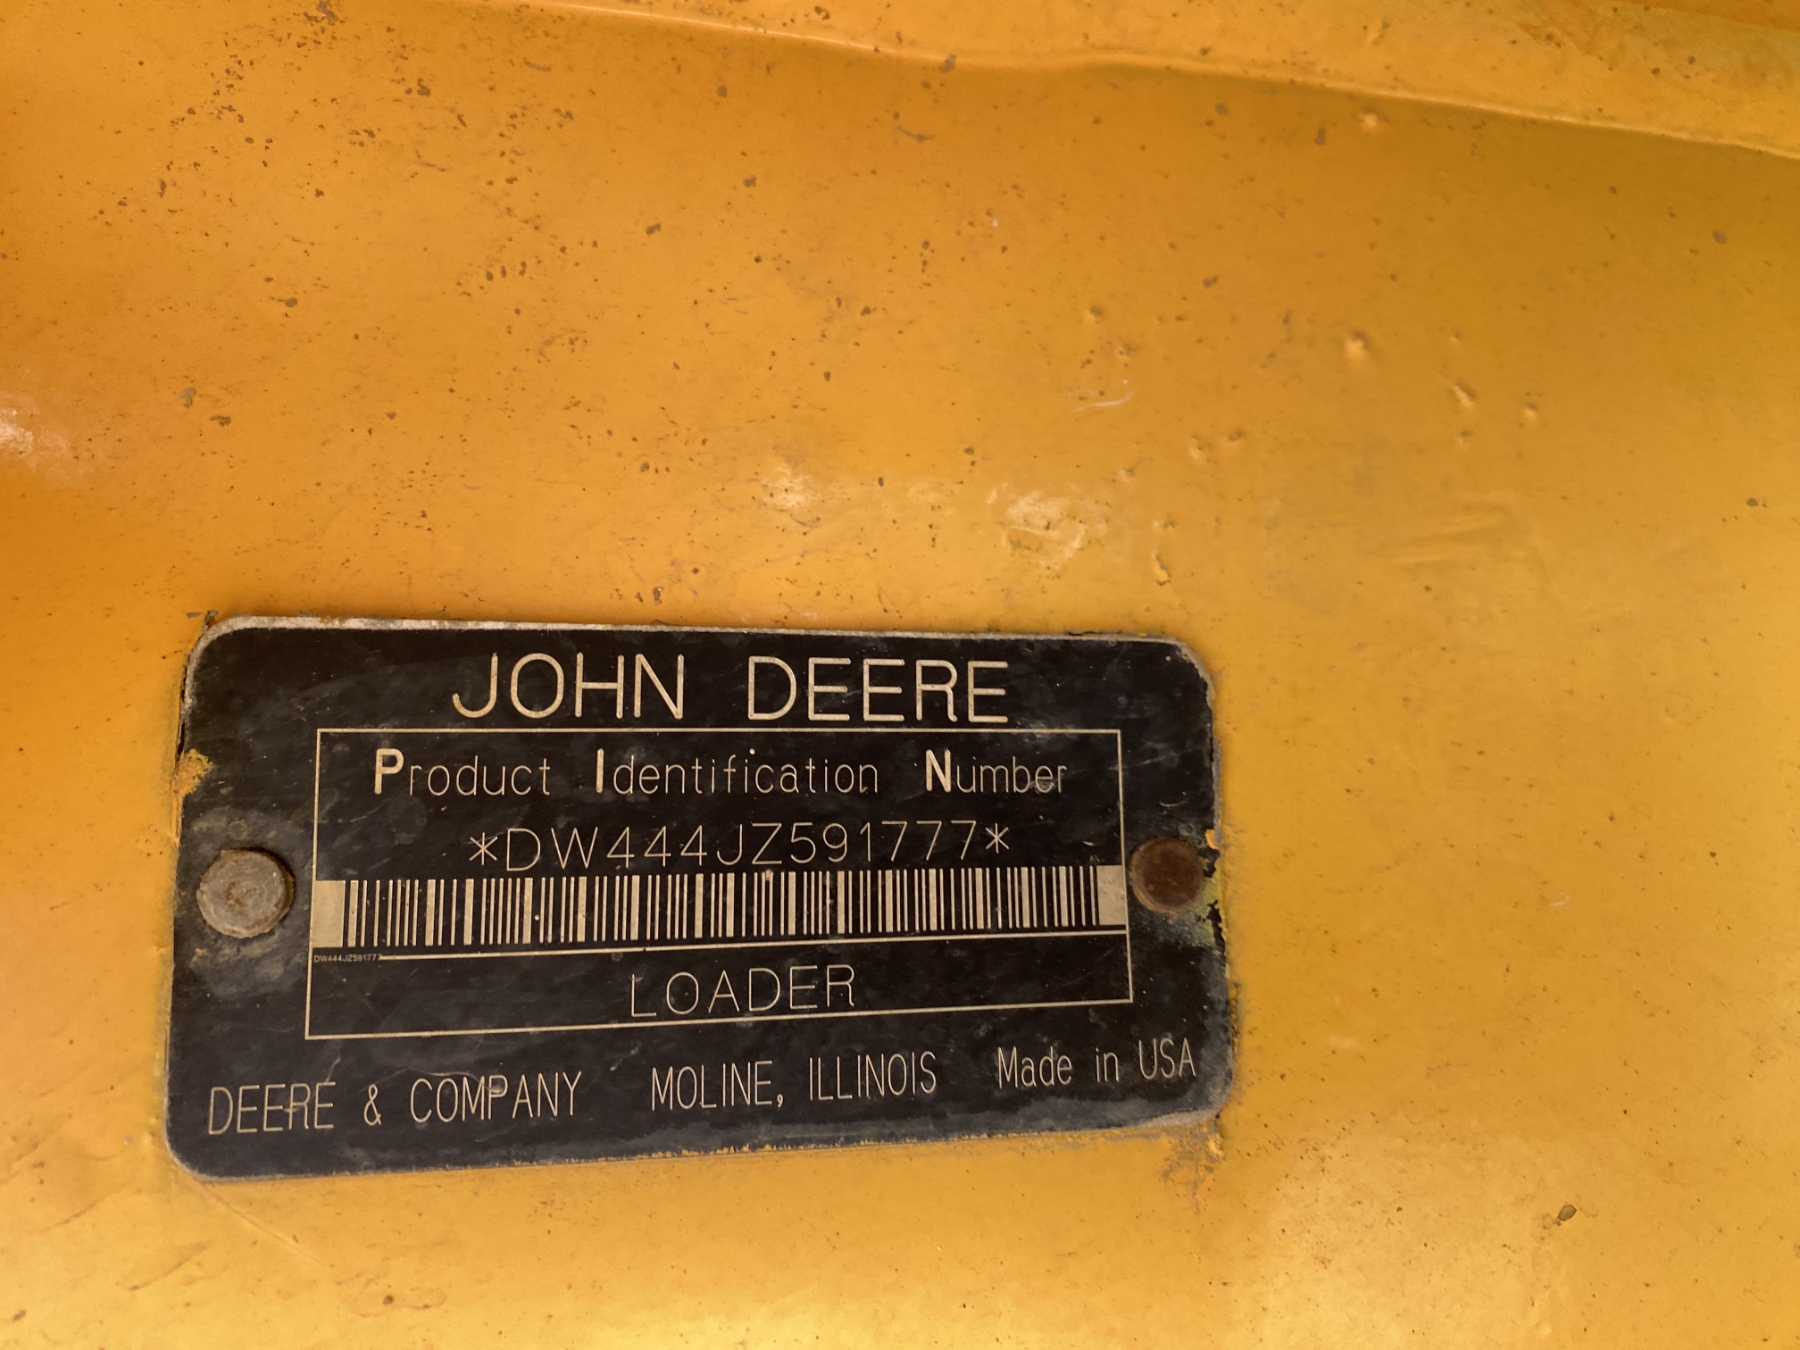 JOHN DEERE
Product Identification Number
*DW444JZ591777*
DW444JZ591777
LOADER
DEERE & COMPANY MOLINE, ILLINOIS Made in USA